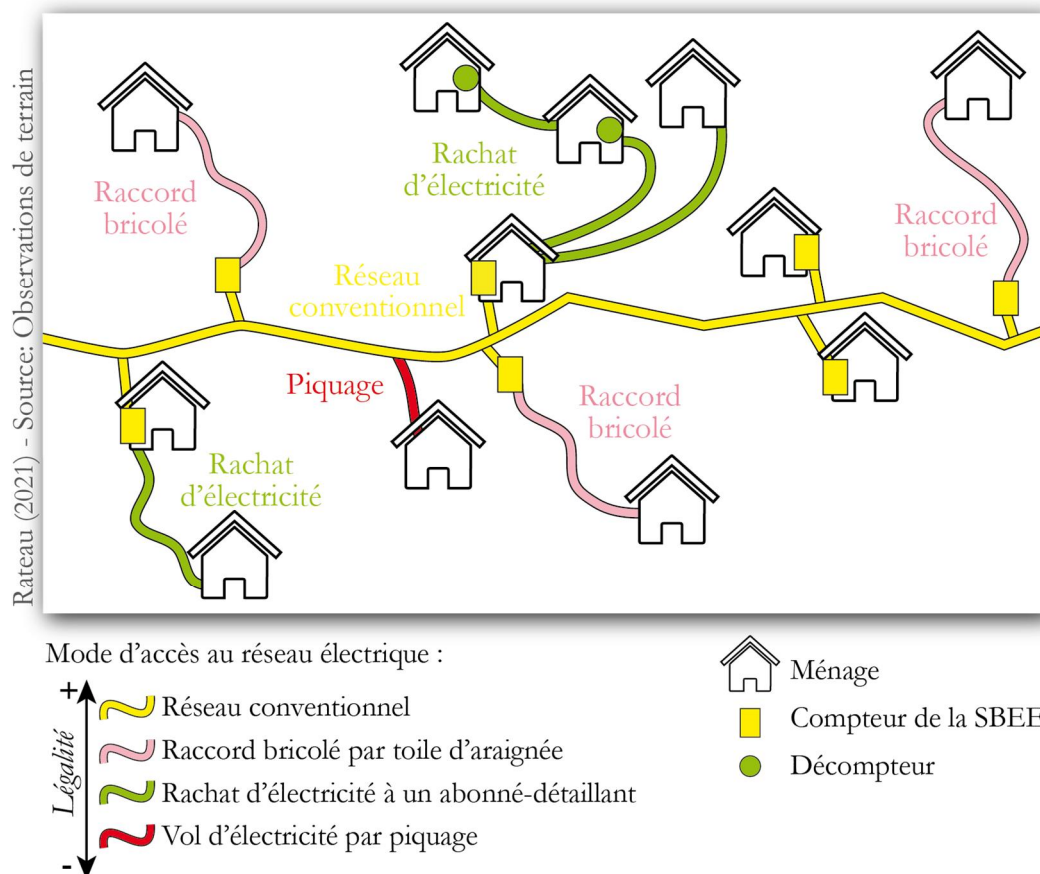 Rateau (2021) - Source: Observations de terrain
Rachat
d'électricité
Raccord
bricolé
Raccord
bricolé
Réseau
conventionnel
Piquage
Raccord
bricolé
Rachat
d'électricité
Mode d'accès au réseau électrique :
+
Légalité
-
Réseau conventionnel
Raccord bricolé par toile d'araignée
Rachat d'électricité à un abonné-détaillant
Vol d'électricité par piquage
Ménage
Compteur de la SBEE
Décompteur